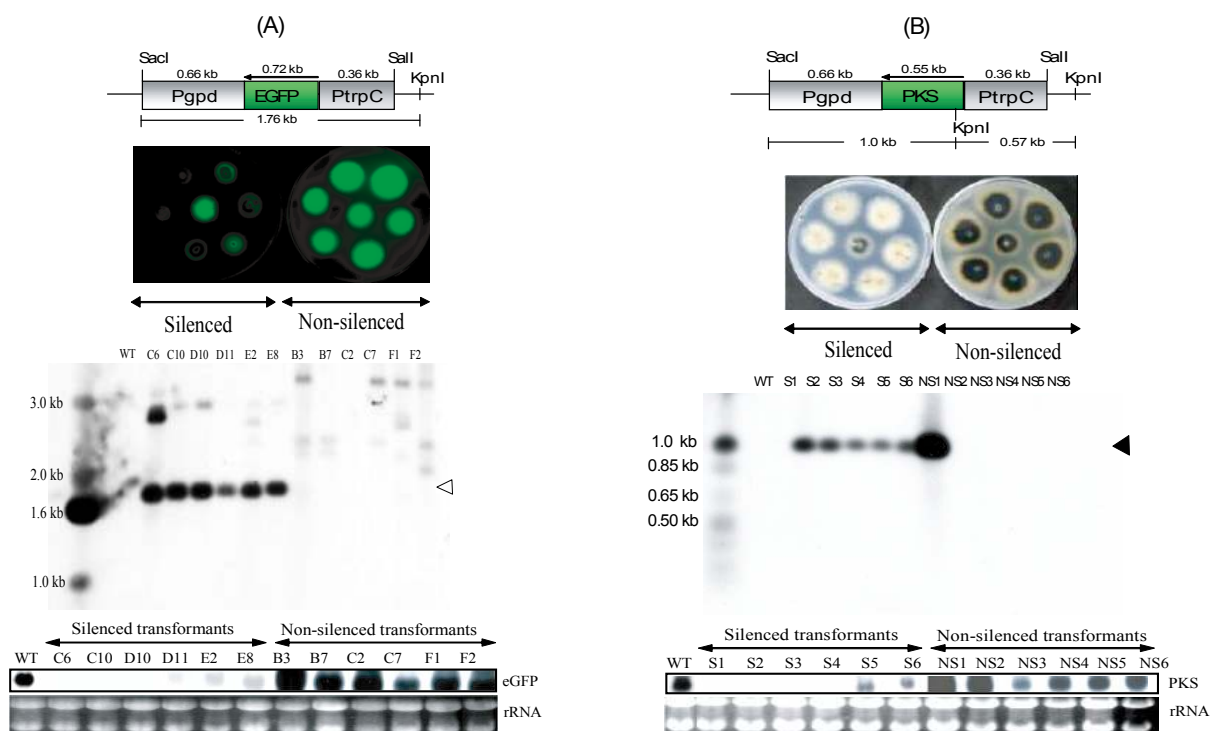 (A)
SacI
SalI
0.66 kb
0.72 kb
0.36 kb
KpnI
Pgpd
EGFP
PtrpC
1.76 kb
Silenced
Non-silenced
WT C6 C10 D10 D11 E2 E8 B3 B7 C2 C7 F1 F2
3.0 kb
2.0 kb
1.6 kb
1.0 kb
Silenced transformants
Non-silenced transformants
WT C6 C10 D10 D11 E2 E8 B3 B7 C2 C7 F1 F2
eGFP
rRNA
(B)
SacI
SalI
0.66 kb
0.55 kb
0.36 kb
KpnI
Pgpd
PKS
PtrpC
KpnI
1.0 kb
0.57 kb
Silenced
Non-silenced
WT S1 S2 S3 S4 S5 S6 NS1 NS2 NS3 NS4 NS5 NS6
1.0 kb
0.85 kb
0.65 kb
0.50 kb
Silenced transformants
Non-silenced transformants
WT S1 S2 S3 S4 S5 S6 NS1 NS2 NS3 NS4 NS5 NS6
PKS
rRNA